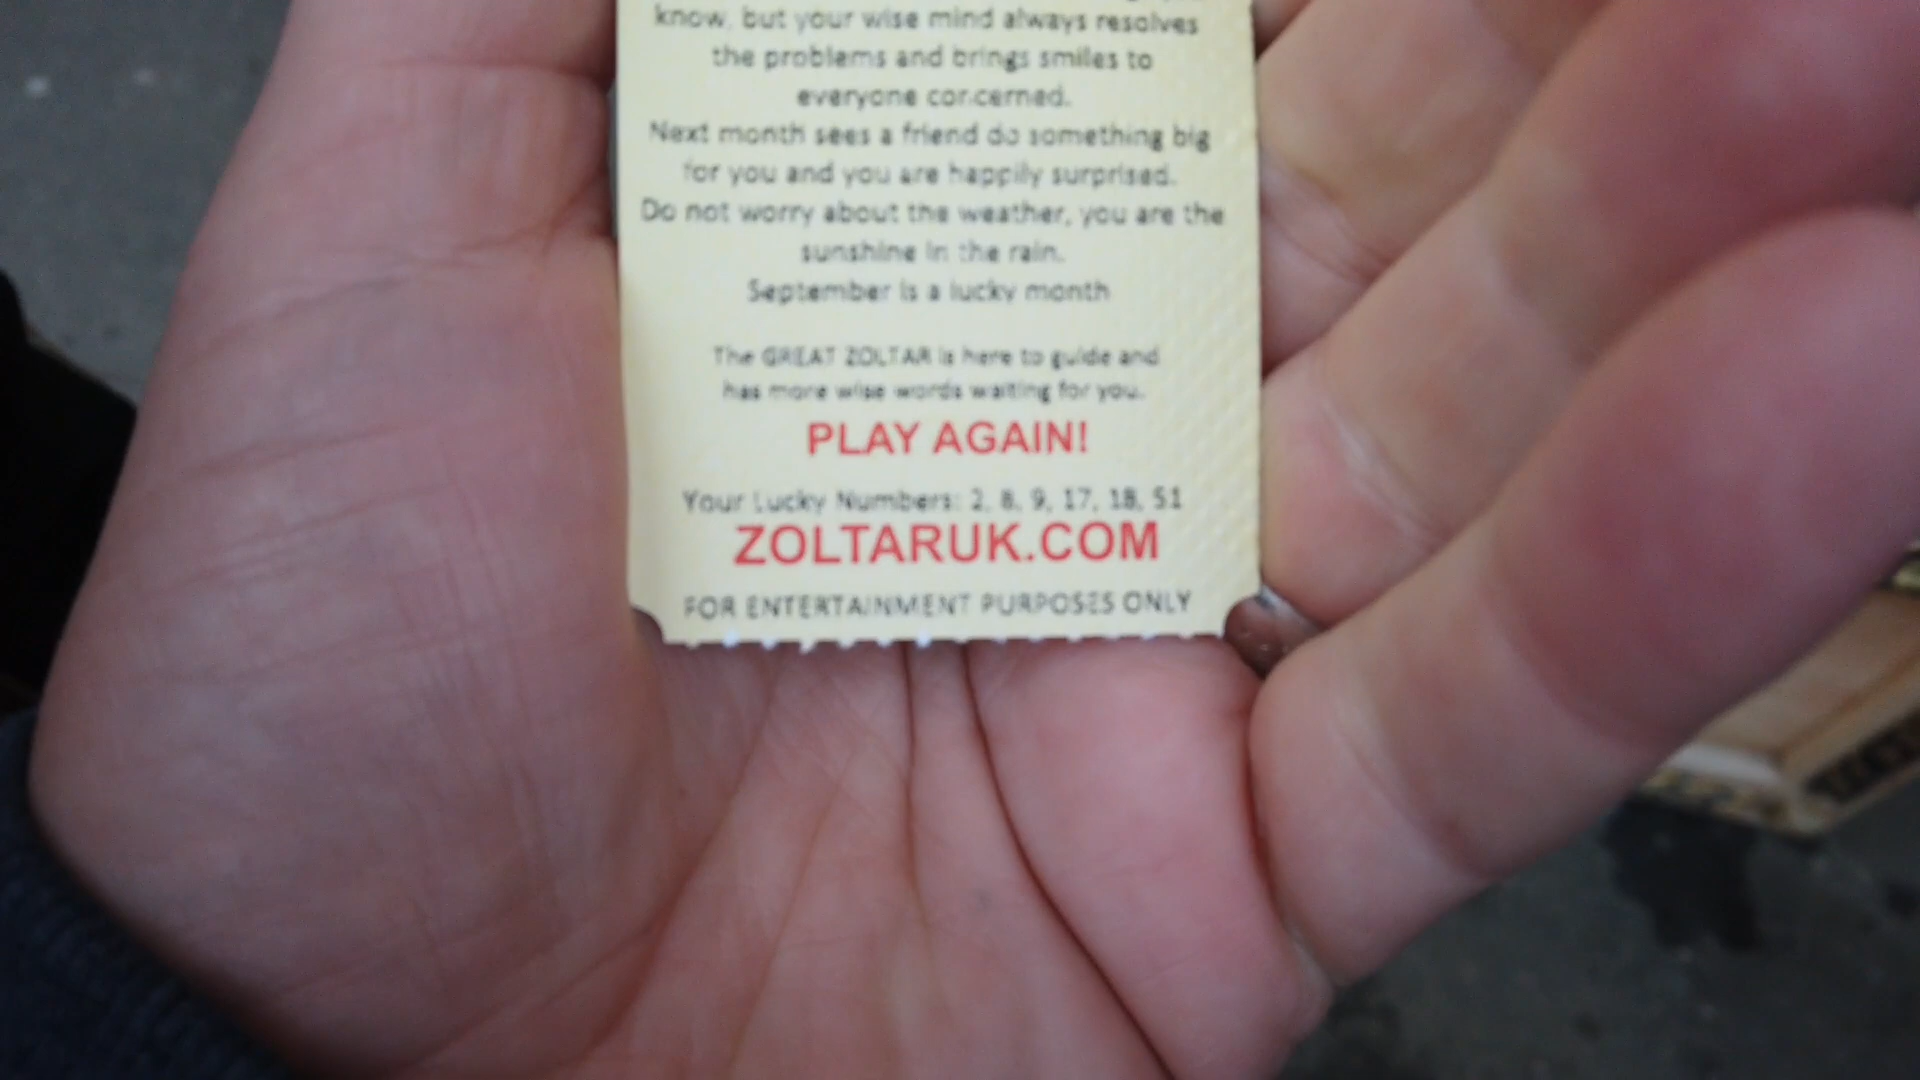 know, but your wise mind always resolves
the problems and brings smiles to
everyone concerned.
Next month sees a friend do something big
for you and you are happily surprised.
Do not worry about the weather, you are the
sunshine in the rain.
September is a lucky month
The GREAT ZOLTAR is here to guide and
has more wise words waiting for you.
PLAY AGAIN!
Your Lucky Numbers: 2, 8, 9, 17, 18, 51
ZOLTARUK.COM
FOR ENTERTAINMENT PURPOSES ONLY